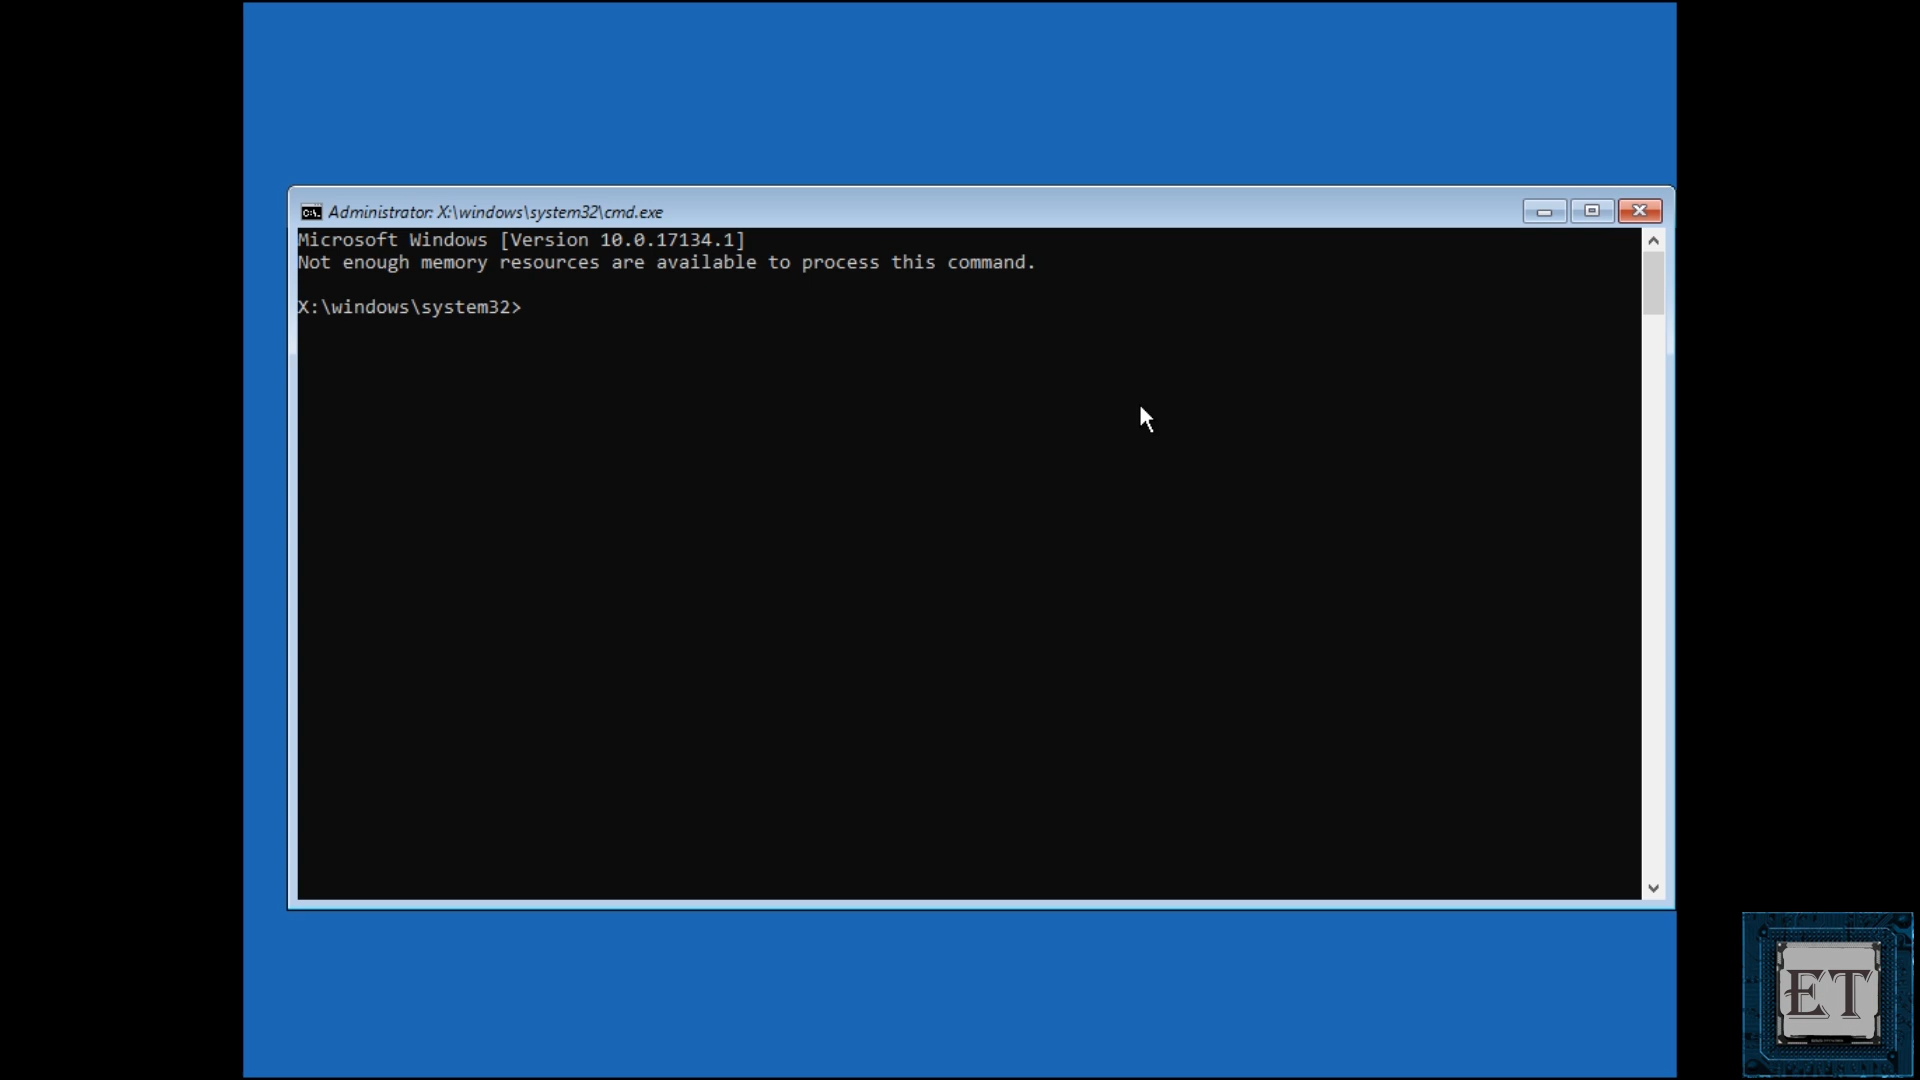 Administrator: X:\windows\system32\cmd.exe
Microsoft Windows [Version 10.0.17134.1]
Not enough memory resources are available to process this command.
X:\windows\system32>
ET